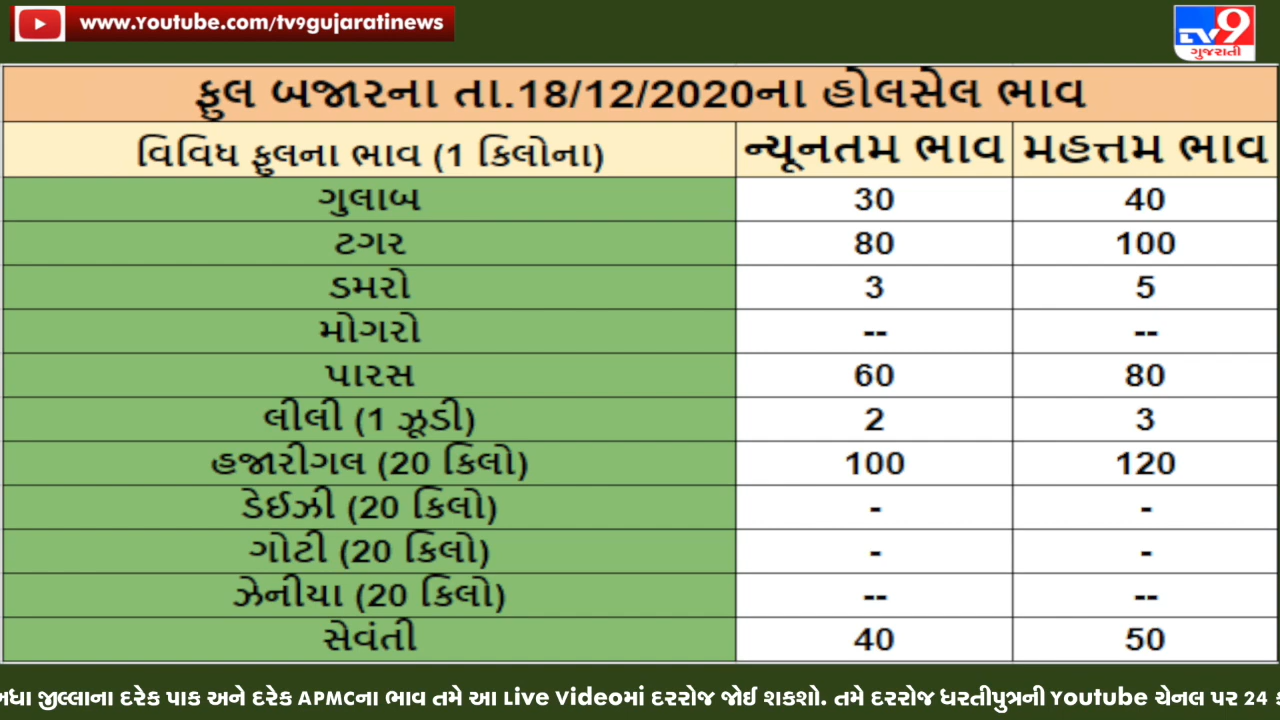 www.Youtube.com/tv9gujaratinews
TV9
ગુજરાતી
ફુલ બજારના તા.18/12/2020ના હોલસેલ ભાવ
વિવિધ ફુલના ભાવ (1 કિલોના) ન્યૂનતમ ભાવ મહત્તમ ભાવ
ગુલાબ 30 40
ટગર 80 100
ડમરો 3 5
મોગરો -- --
પારસ 60 80
લીલી (1 ઝૂડી) 2 3
હજારીગલ (20 કિલો) 100 120
ડેઈઝી (20 કિલો) - -
ગોટી (20 કિલો) - -
ઝેનીયા (20 કિલો) -- --
સેવંતી 40 50
જીલ્લાના દરેક પાક અને દરેક APMCના ભાવ તમે આ Live Videoમાં દરરોજ જોઈ શકશો. તમે દરરોજ ધરતીપુત્રની Youtube ચેનલ પર 24